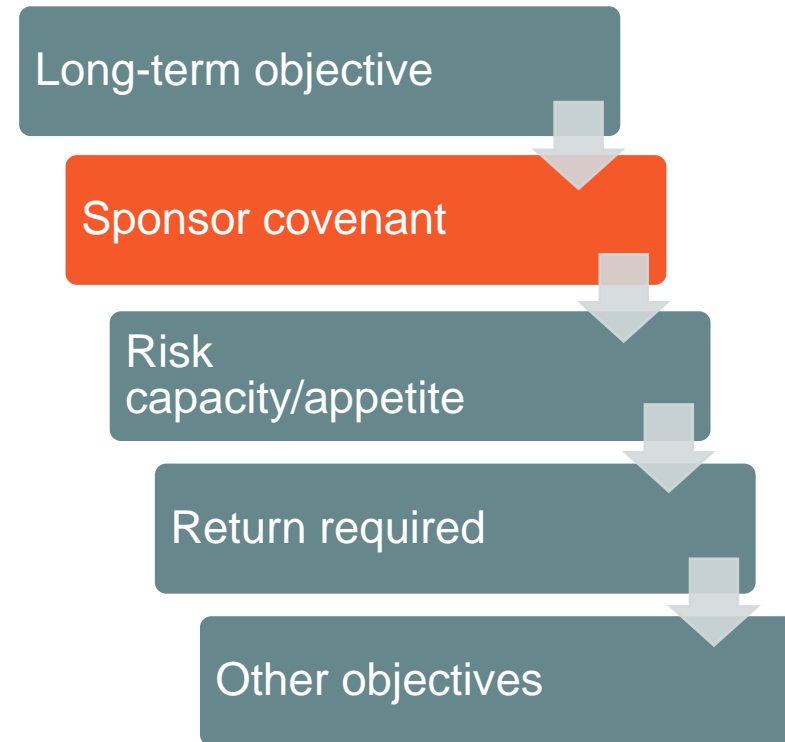 Long-term objective
Sponsor covenant
Risk
capacity/appetite
Return required
Other objectives